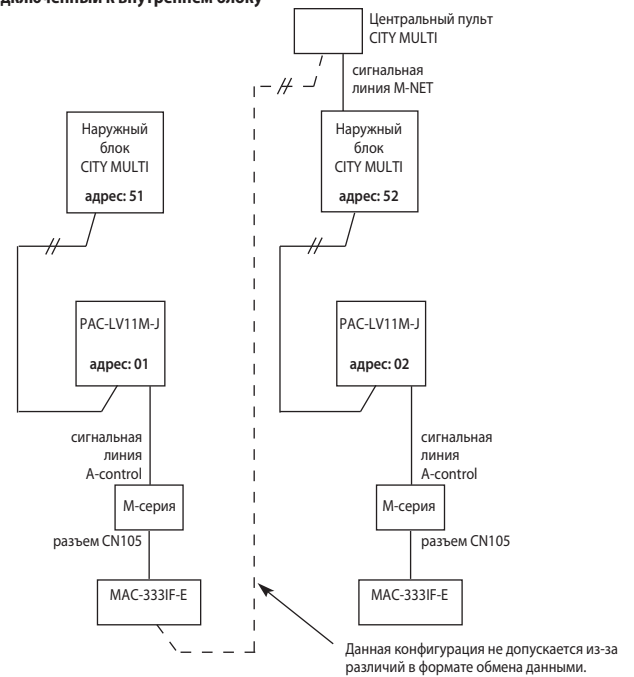 дключенный к внутреннем блоку
Центральный пульт
CITY MULTI
сигнальная
линия M-NET
Наружный
блок
CITY MULTI
адрес: 51
Наружный
блок
CITY MULTI
адрес: 52
PAC-LV11M-J
адрес: 01
PAC-LV11M-J
адрес: 02
сигнальная
линия
A-control
сигнальная
линия
A-control
М-серия
М-серия
разъем CN105
разъем CN105
MAC-333IF-E
MAC-333IF-E
Данная конфигурация не допускается из-за
различий в формате обмена данными.